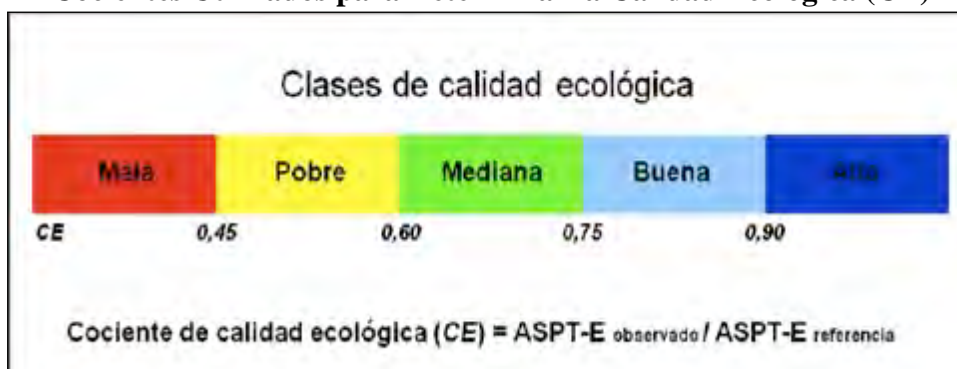 Clases de calidad ecológica
Mala Pobre Mediana Buena Alta
CE 0,45 0,60 0,75 0,90
Cociente de calidad ecológica (CE) = ASPT-E observado / ASPT-E referencia